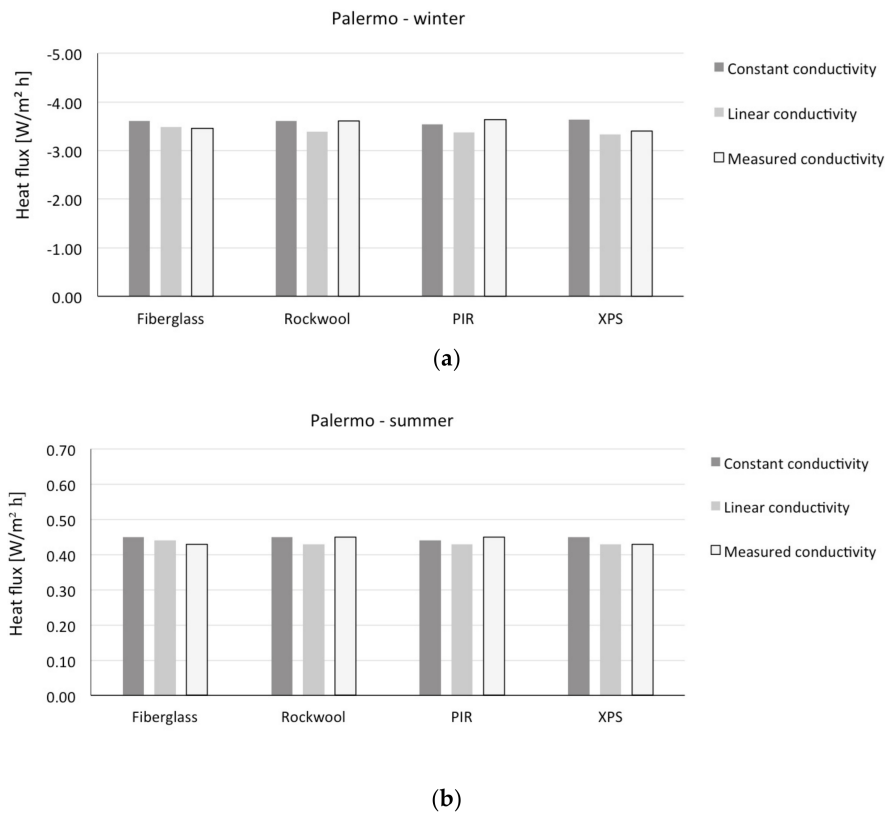 Palermo - winter
Heat flux [W/m² h]
-5.00
-4.00
-3.00
-2.00
-1.00
0.00
Fiberglass Rockwool PIR XPS
Constant conductivity
Linear conductivity
Measured conductivity
(a)
Palermo - summer
Heat flux [W/m² h]
0.70
0.60
0.50
0.40
0.30
0.20
0.10
0.00
Fiberglass Rockwool PIR XPS
Constant conductivity
Linear conductivity
Measured conductivity
(b)